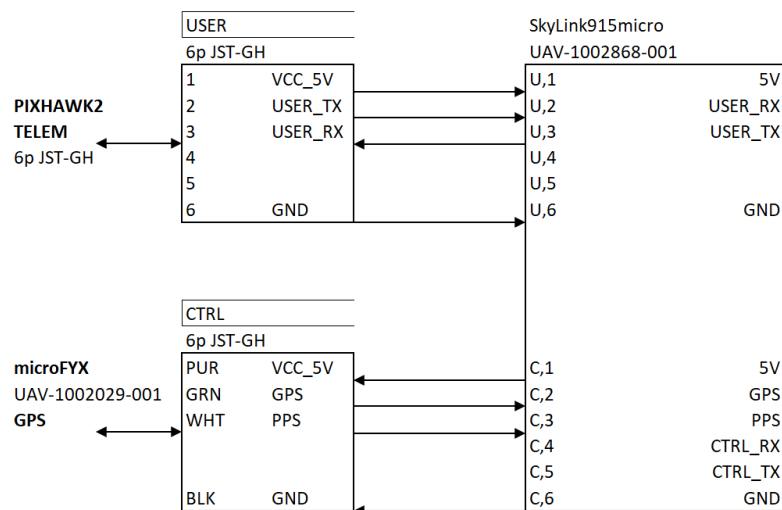 USER
6p JST-GH
SkyLink915micro
UAV-1002868-001
PIXHAWK2
TELEM
6p JST-GH
1 VCC_5V
2 USER_TX
3 USER_RX
4
5
6 GND
U,1 5V
U,2 USER_RX
U,3 USER_TX
U,4
U,5
U,6 GND
CTRL
6p JST-GH
microFYX
UAV-1002029-001
GPS
PUR VCC_5V
GRN GPS
WHT PPS
BLK GND
C,1 5V
C,2 GPS
C,3 PPS
C,4 CTRL_RX
C,5 CTRL_TX
C,6 GND